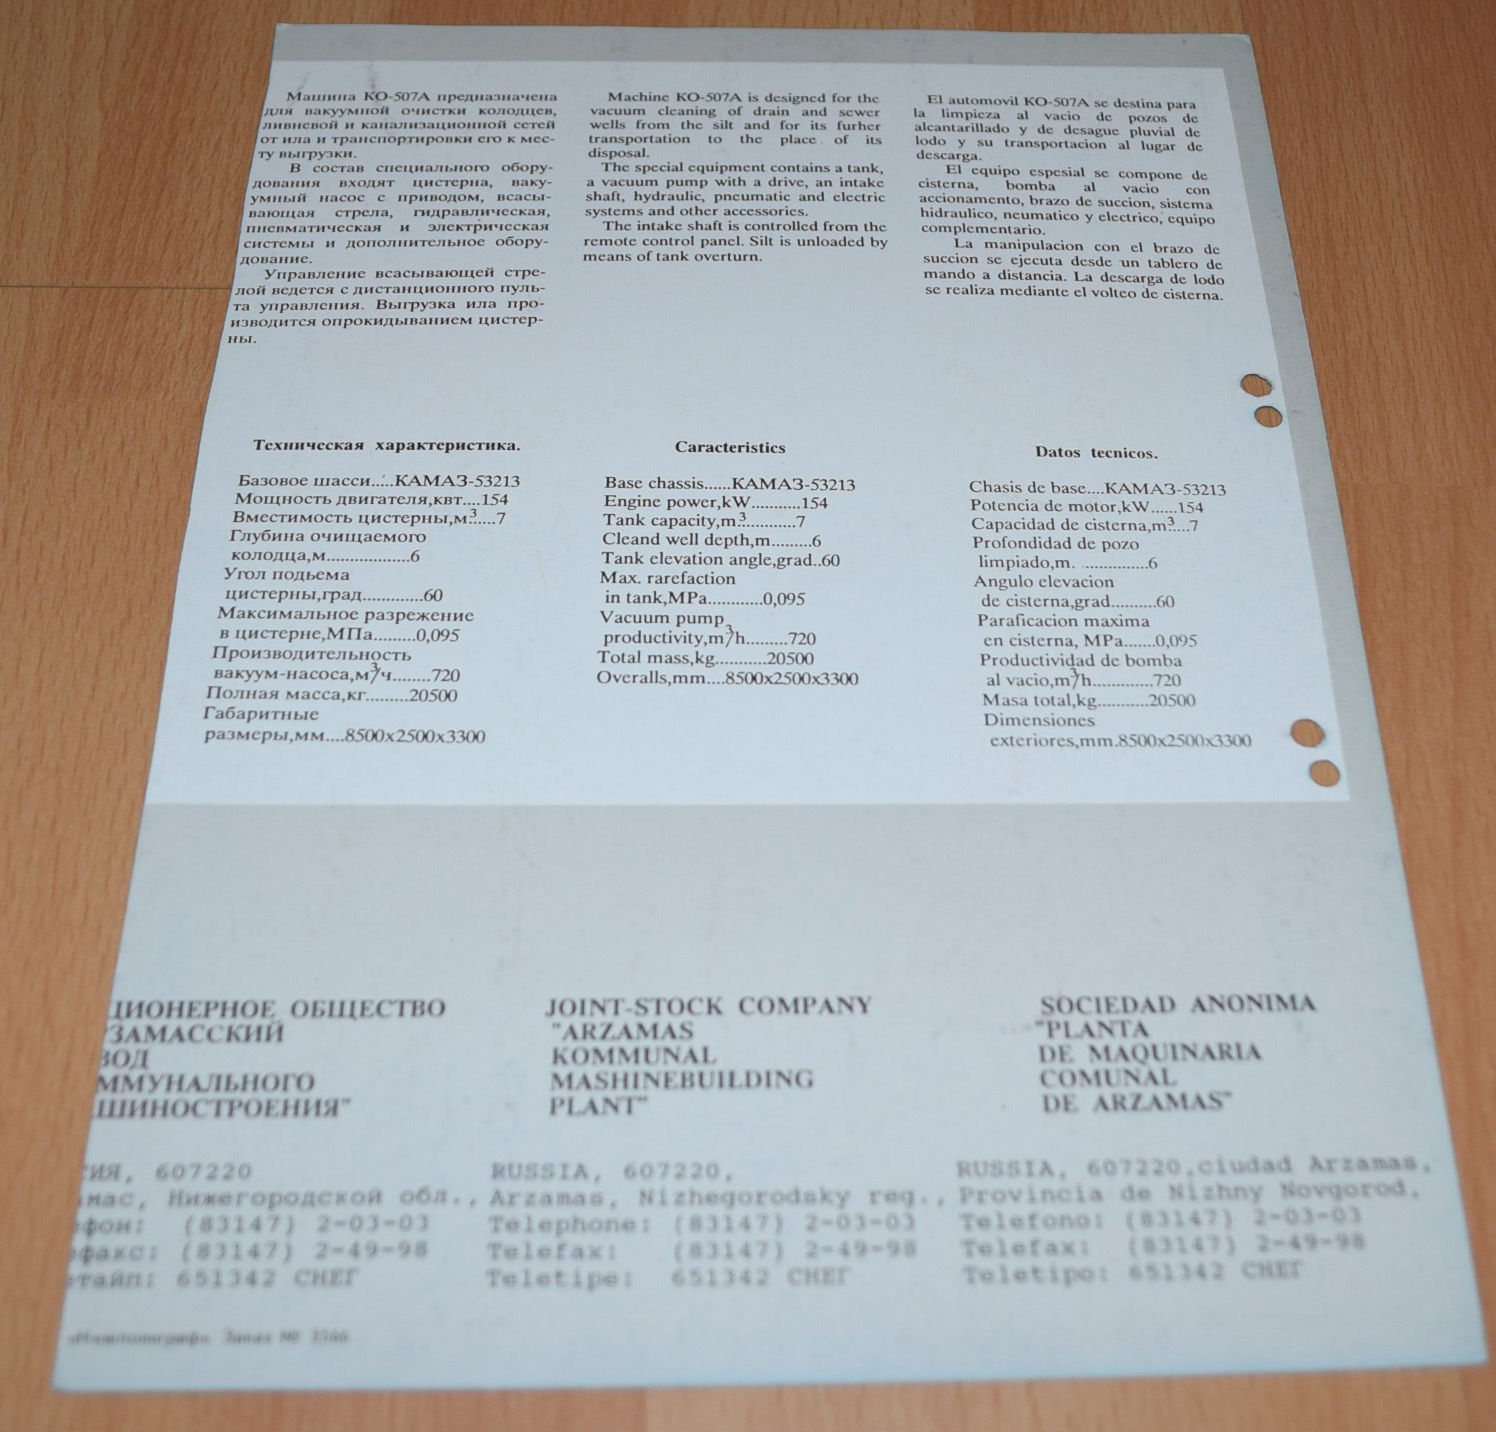 Машина КО-507А предназначена
для вакуумной очистки колодцев,
ливневой и канализационной сетей
от ила и транспортировки его к мес-
ту выгрузки.
В состав специального обору-
дования входят цистерна, ваку-
умный насос с приводом, всасы-
вающая стрела, гидравлическая,
пневматическая и электрическая
системы и дополнительное обору-
дование.
Управление всасывающей стре-
лой ведется с дистанционного пуль-
та управления. Выгрузка ила про-
изводится опрокидыванием цистер-
ны.
Machine KO-507A is designed for the
vacuum cleaning of drain and sewer
wells from the silt and for its furher
transportation to the place of its
disposal.
The special equipment contains a tank,
a vacuum pump with a drive, an intake
shaft, hydraulic, pneumatic and electric
systems and other accessories.
The intake shaft is controlled from the
remote control panel. Silt is unloaded by
means of tank overturn.
El automovil KO-507A se destina para
la limpieza al vacio de pozos de
alcantarillado y de desague pluvial de
lodo y su transportacion al lugar de
descarga.
El equipo espesial se compone de
cisterna, bomba al vacio con
accionamento, brazo de succion, sistema
hidraulico, neumatico y electrico, equipo
complementario.
La manipulacion con el brazo de
succion se ejecuta desde un tablero de
mando a distancia. La descarga de lodo
se realiza mediante el volteo de cisterna.
Техническая характеристика.
Базовое шасси.....КАМАЗ-53213
Мощность двигателя,квт....154
Вместимость цистерны,м³.....7
Глубина очищаемого
колодца,м.................6
Угол подьема
цистерны,град............60
Максимальное разрежение
в цистерне,МПа........0,095
Производительность
вакуум-насоса,м³/ч........720
Полная масса,кг.........20500
Габаритные
размеры,мм....8500х2500х3300
Caracteristics
Base chassis......КАМАЗ-53213
Engine power,kW...........154
Tank capacity,m³............7
Cleand well depth,m.........6
Tank elevation angle,grad..60
Max. rarefaction
in tank,MPa............0,095
Vacuum pump
productivity,m³/h.........720
Total mass,kg...........20500
Overalls,mm....8500x2500x3300
Datos tecnicos.
Chasis de base....КАМАЗ-53213
Potencia de motor,kW......154
Capacidad de cisterna,m³....7
Profondidad de pozo
limpiado,m. ..............6
Angulo elevacion
de cisterna,grad..........60
Paraficacion maxima
en cisterna, MPa.......0,095
Productividad de bomba
al vacio,m³/h.............720
Masa total,kg...........20500
Dimensiones
exteriores,mm.8500x2500x3300
ЦИОНЕРНОЕ ОБЩЕСТВО
ЗАМАССКИЙ
ВОД
ММУНАЛЬНОГО
ШИНОСТРОЕНИЯ"
JOINT-STOCK COMPANY
"ARZAMAS
KOMMUNAL
MASHINEBUILDING
PLANT"
SOCIEDAD ANONIMA
"PLANTA
DE MAQUINARIA
COMUNAL
DE ARZAMAS"
СИЯ, 607220
мас, Нижегородской обл.,
фон: (83147) 2-03-03
факс: (83147) 2-49-98
етайп: 651342 СНЕГ
RUSSIA, 607220,
Arzamas, Nizhegorodsky reg.,
Telephone: (83147) 2-03-03
Telefax: (83147) 2-49-98
Teletipe: 651342 СНЕГ
RUSSIA, 607220,ciudad Arzamas,
Provincia de Nizhny Novgorod,
Telefono: (83147) 2-03-03
Telefax: (83147) 2-49-98
Teletipo: 651342 СНЕГ
«Нижполиграф». Заказ №